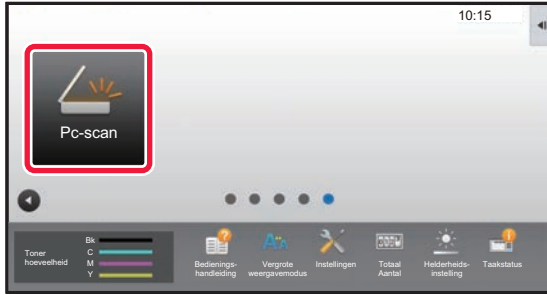 10:15
Pc-scan
Toner
hoeveelheid
Bk
C
M
Y
Bedienings-
handleiding
Vergrote
weergavemodus
Instellingen
Totaal
Aantal
Helderheids-
instelling
Taakstatus